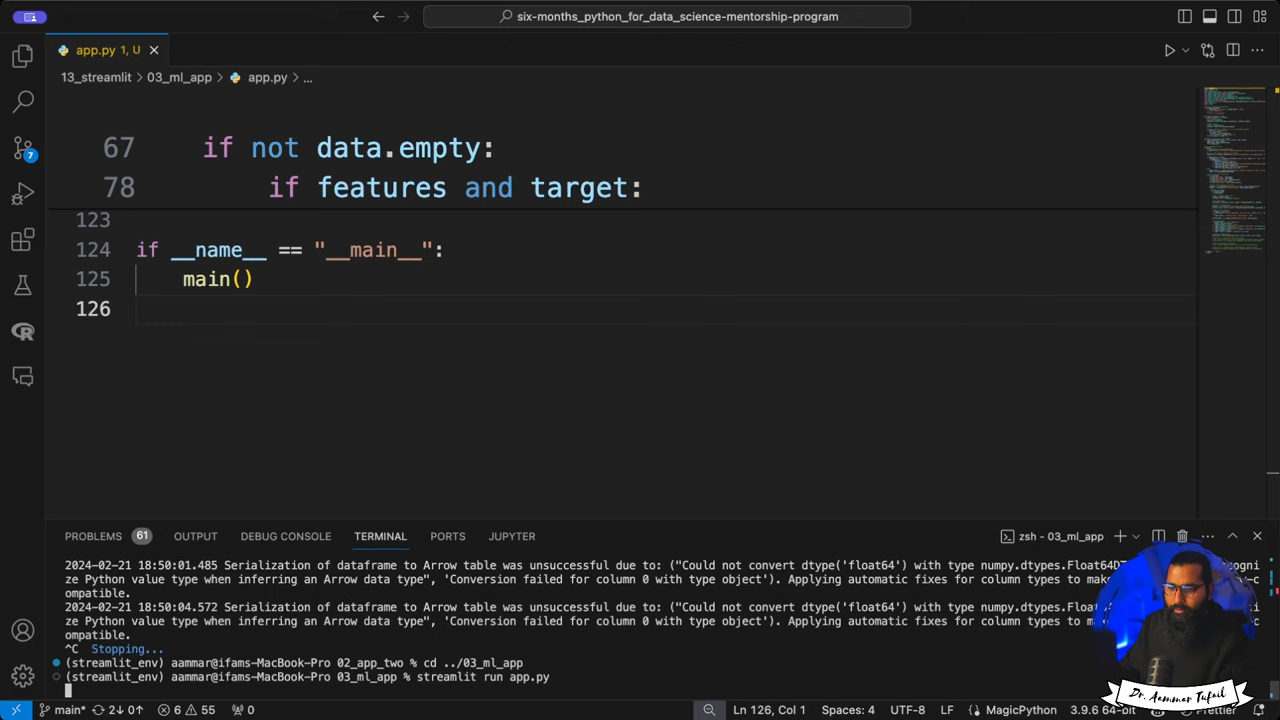 six-months_python_for_data_science-mentorship-program
app.py 1, U
13_streamlit > 03_ml_app > app.py > ...
67 if not data.empty:
78 if features and target:
123
124 if __name__ == "__main__":
125 main()
126
7
PROBLEMS 61 OUTPUT DEBUG CONSOLE TERMINAL PORTS JUPYTER
zsh - 03_ml_app
2024-02-21 18:50:01.485 Serialization of dataframe to Arrow table was unsuccessful due to: ("Could not convert dtype('float64') with type numpy.dtypes.Float64D
ze Python value type when inferring an Arrow data type", 'Conversion failed for column 0 with type object'). Applying automatic fixes for column types to make
ompatible.
2024-02-21 18:50:04.572 Serialization of dataframe to Arrow table was unsuccessful due to: ("Could not convert dtype('float64') with type numpy.dtypes.Float
ze Python value type when inferring an Arrow data type", 'Conversion failed for column 0 with type object'). Applying automatic fixes for column types to
ompatible.
^C Stopping...
(streamlit_env) aammar@ifams-MacBook-Pro 02_app_two % cd ../03_ml_app
(streamlit_env) aammar@ifams-MacBook-Pro 03_ml_app % streamlit run app.py
Dr. Aammar Tufail
main* 2↓ 0↑ 6 55 0 Ln 126, Col 1 Spaces: 4 UTF-8 LF MagicPython 3.9.6 64-bit Prettier